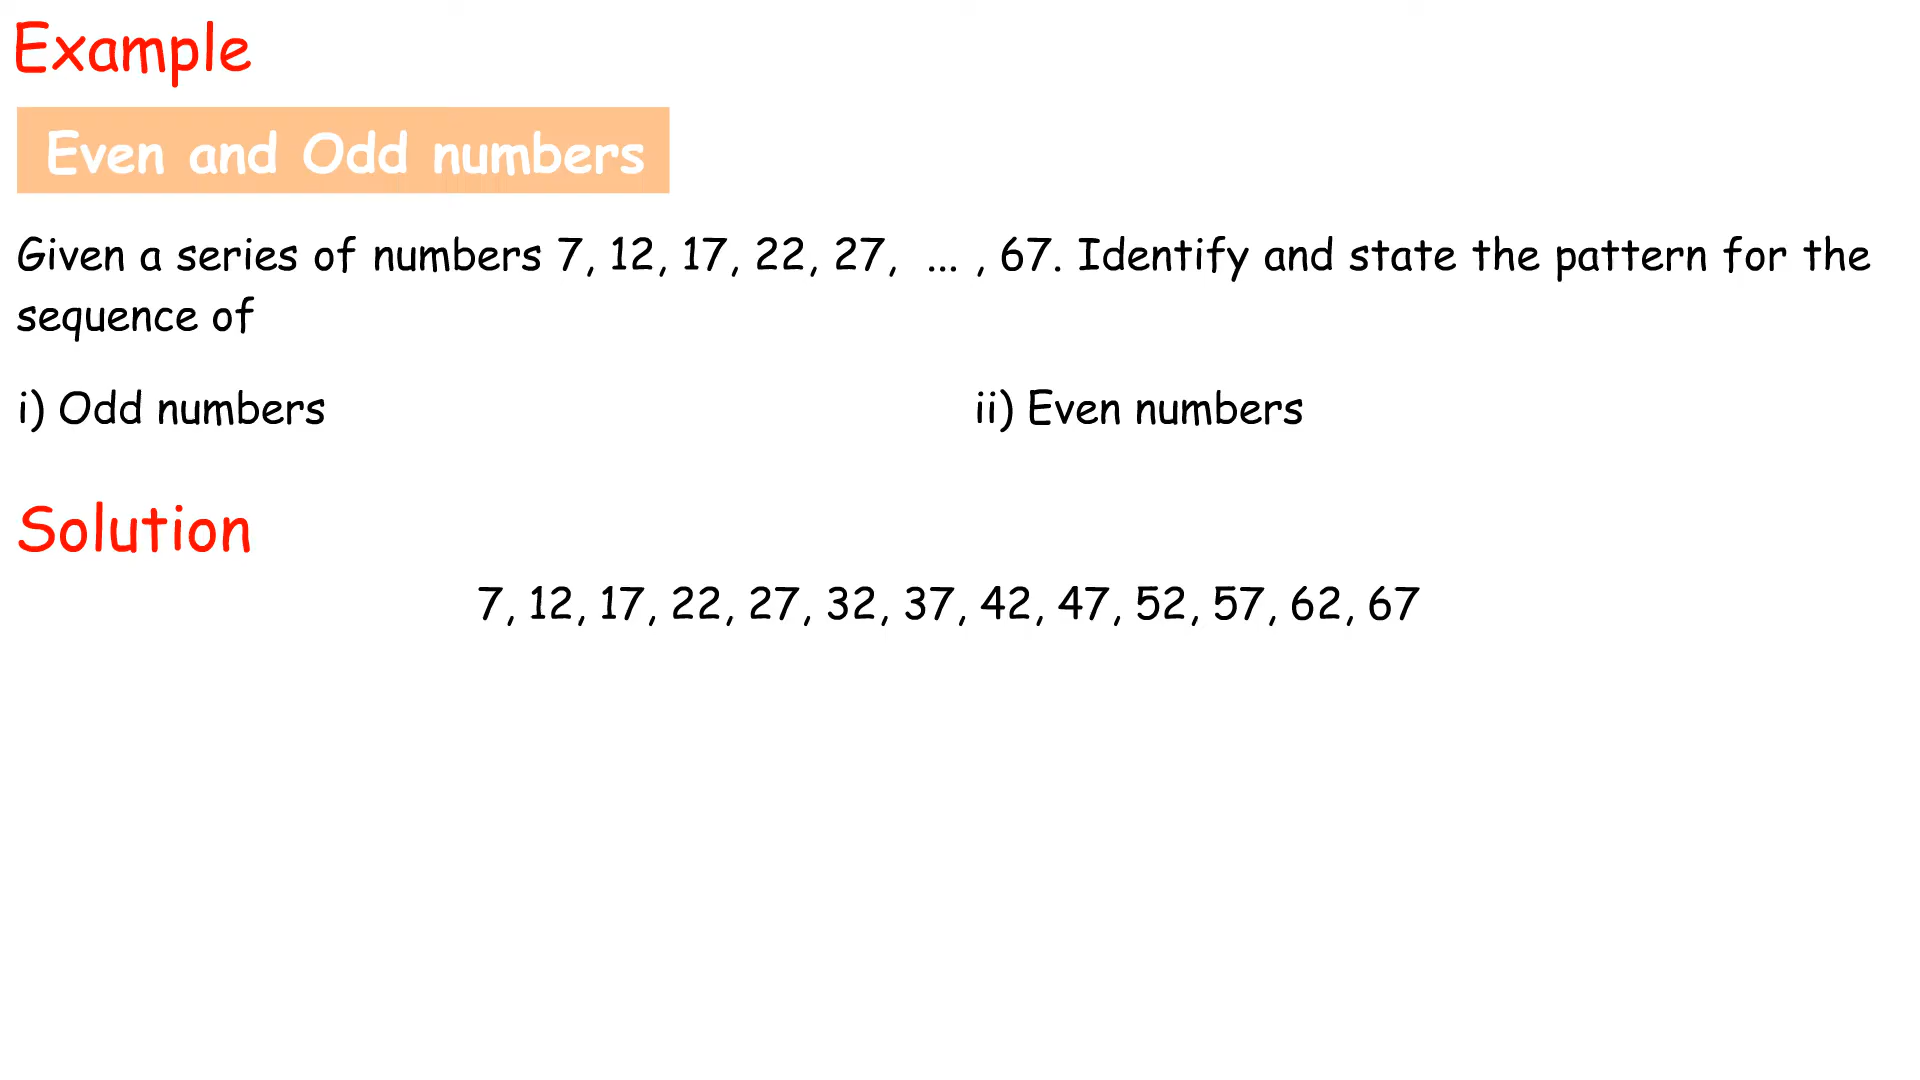 Example
Even and Odd numbers
Given a series of numbers 7, 12, 17, 22, 27, ... , 67. Identify and state the pattern for the
sequence of
i) Odd numbers
ii) Even numbers
Solution
7, 12, 17, 22, 27, 32, 37, 42, 47, 52, 57, 62, 67